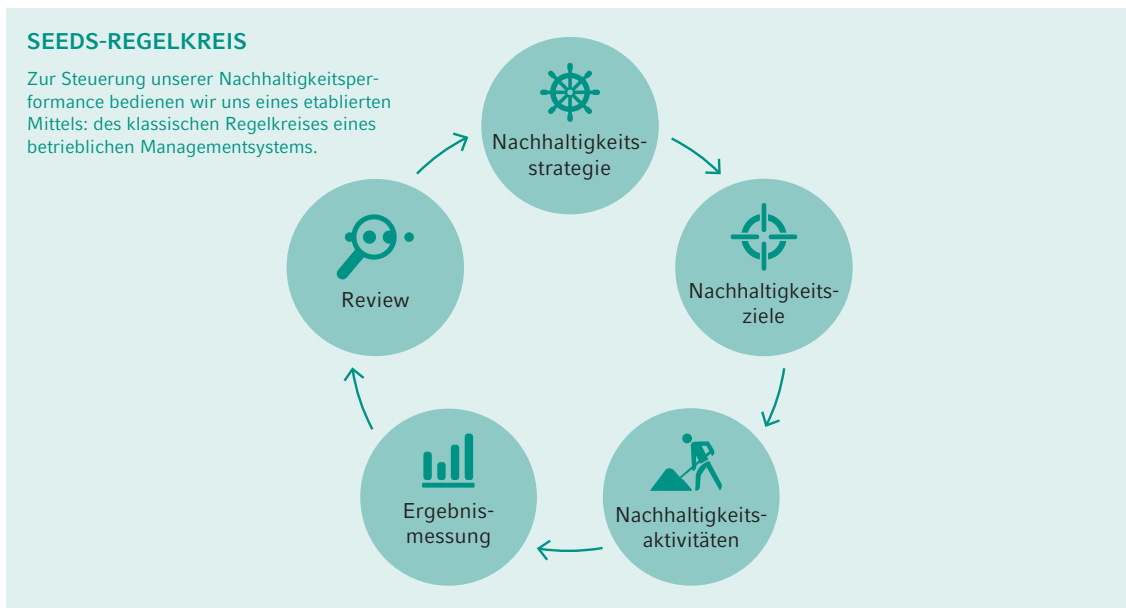 SEEDS-REGELKREIS
Zur Steuerung unserer Nachhaltigkeitsper-
formance bedienen wir uns eines etablierten
Mittels: des klassischen Regelkreises eines
betrieblichen Managementsystems.
Nachhaltigkeits-
strategie
Nachhaltigkeits-
ziele
Nachhaltigkeits-
aktivitäten
Ergebnis-
messung
Review